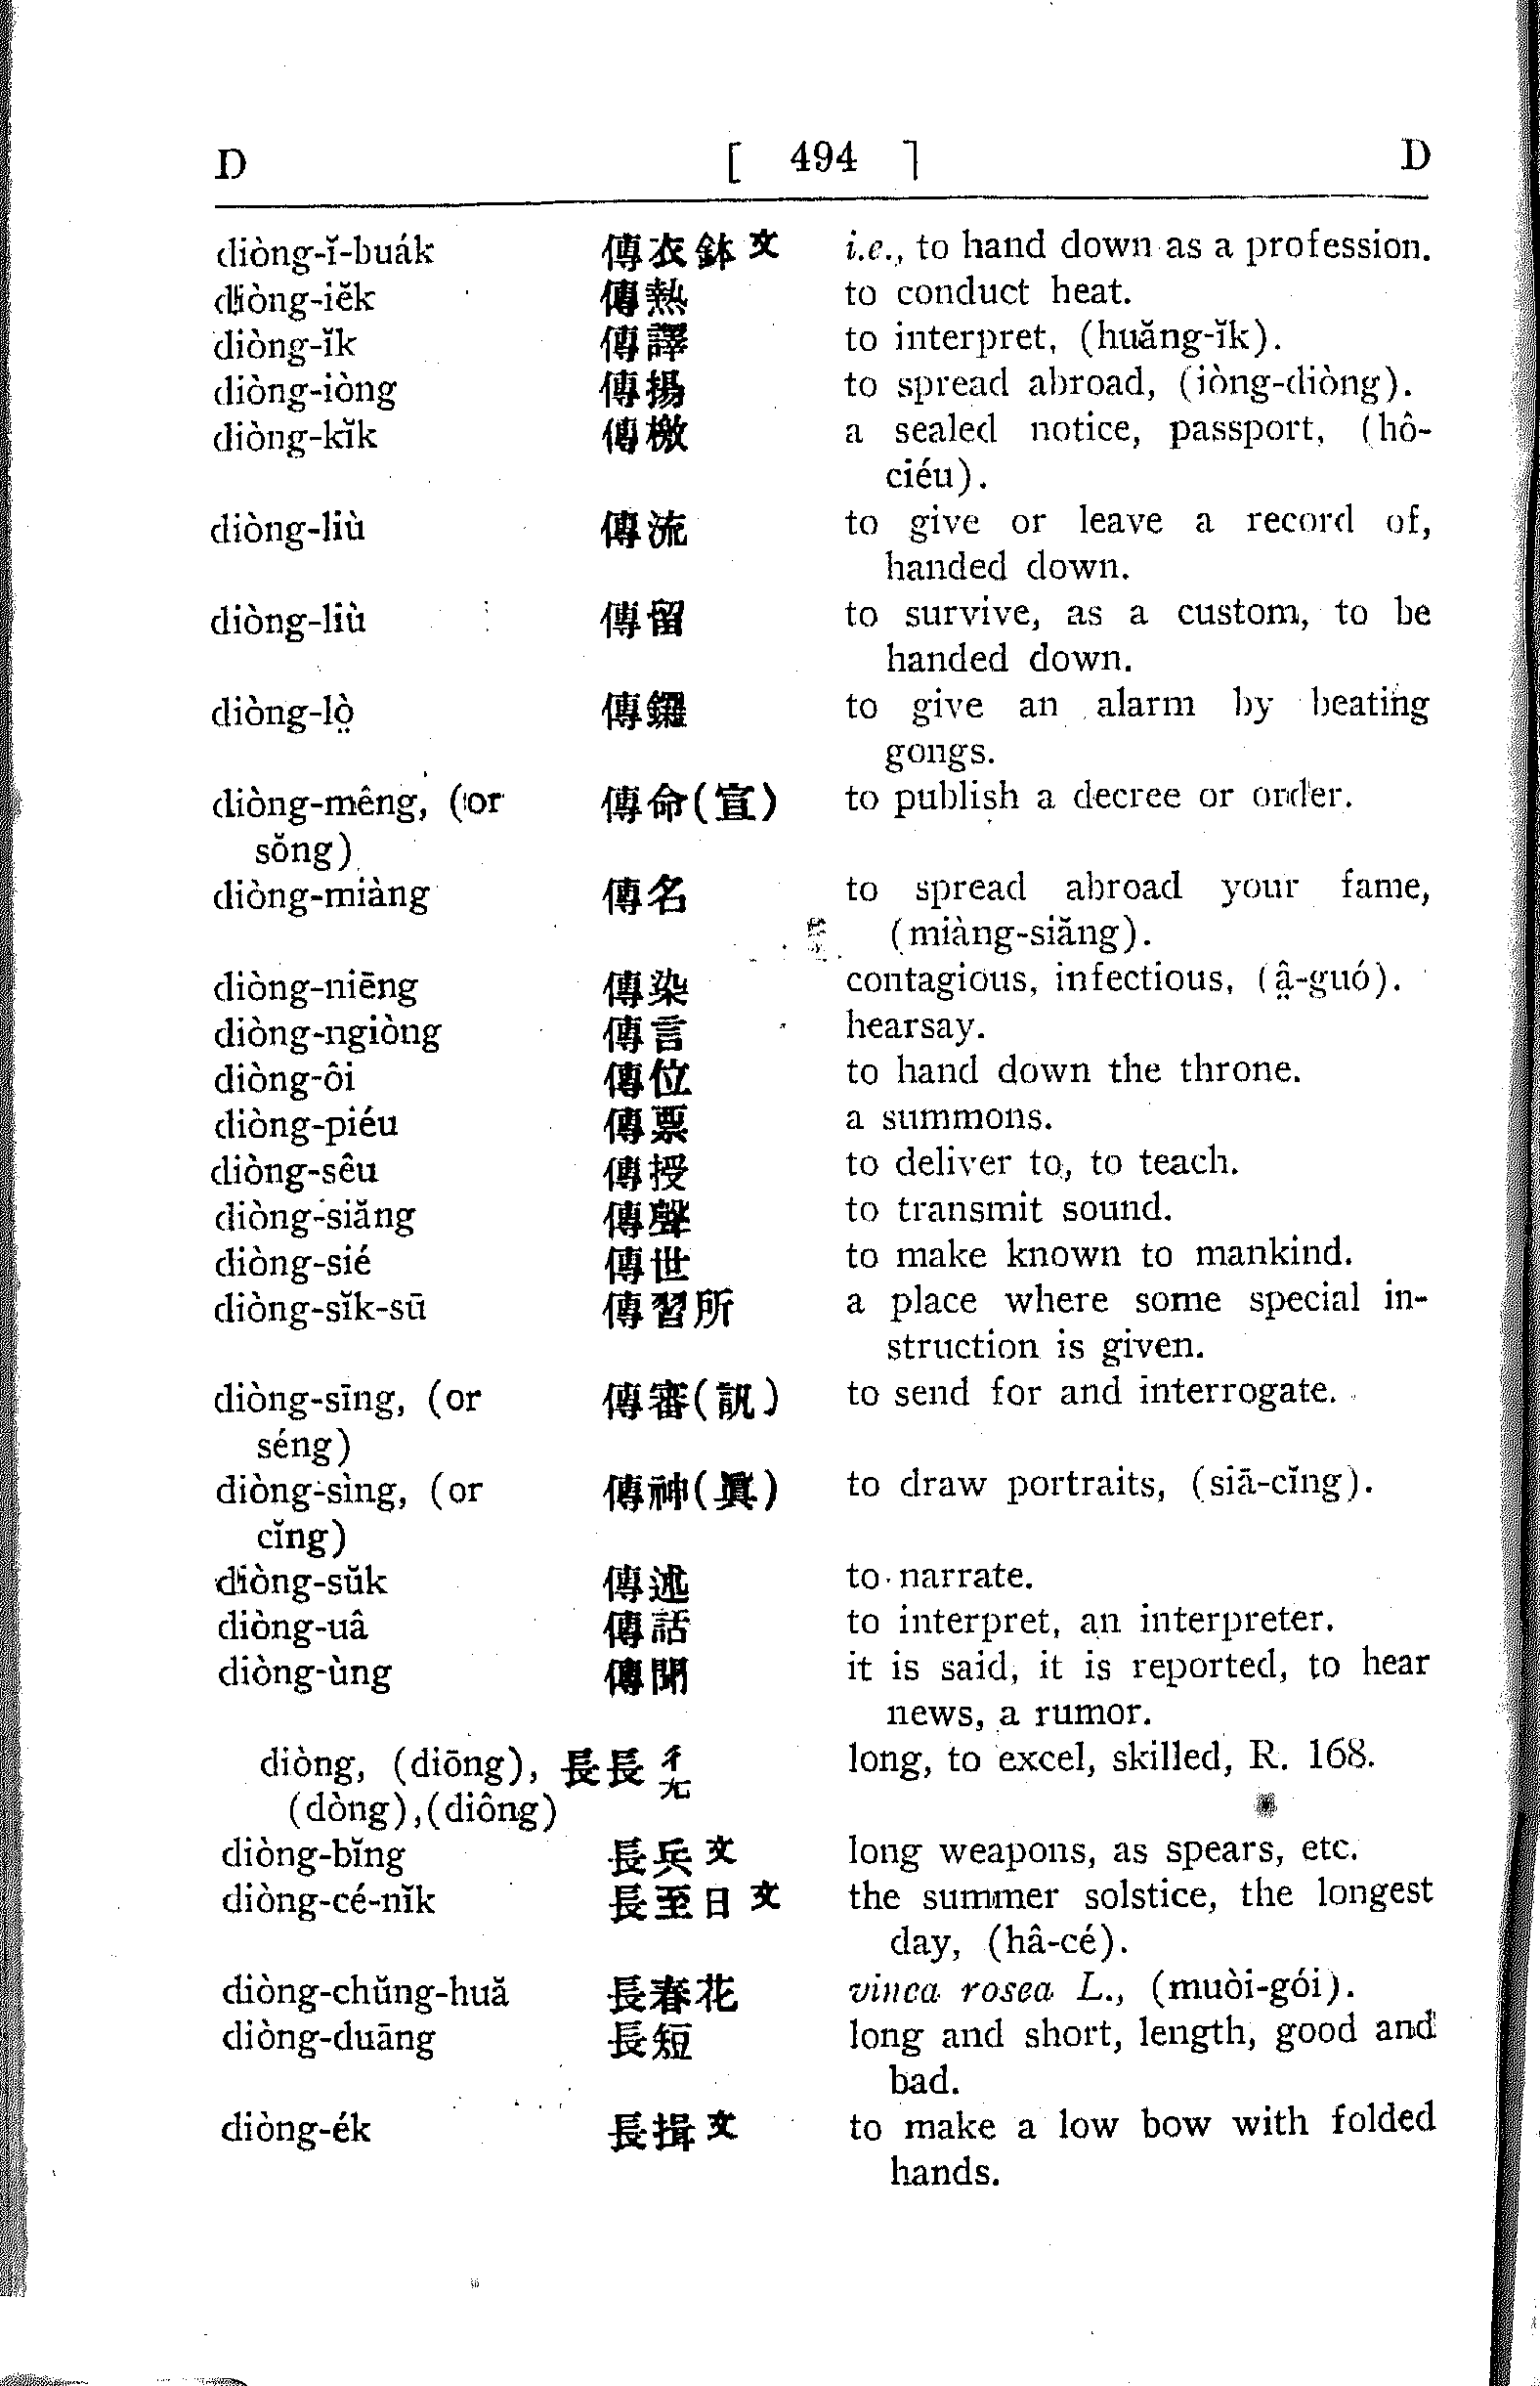 D [ 494 ] D
diòng-ĭ-buák 傳衣鉢文 i.e., to hand down as a profession.
diòng-iĕk 傳熱 to conduct heat.
diòng-ĭk 傳譯 to interpret, (huăng-ĭk).
diòng-iòng 傳揚 to spread abroad, (iòng-diòng).
diòng-kĭk 傳檄 a sealed notice, passport, (hô-
ciéu).
diòng-liù 傳流 to give or leave a record of,
handed down.
diòng-liù 傳留 to survive, as a custom, to be
handed down.
diòng-lò̤ 傳鑼 to give an alarm by beating
gongs.
diòng-mêng, (or 傳命(宣) to publish a decree or order.
sŏng)
diòng-miàng 傳名 to spread abroad your fame,
(miàng-siăng).
diòng-niēng 傳染 contagious, infectious, (â̤-guó).
diòng-ngiòng 傳言 hearsay.
diòng-ôi 傳位 to hand down the throne.
diòng-piéu 傳票 a summons.
diòng-sêu 傳授 to deliver to, to teach.
diòng-siăng 傳聲 to transmit sound.
diòng-sié 傳世 to make known to mankind.
diòng-sĭk-sū 傳習所 a place where some special in-
struction is given.
diòng-sīng, (or 傳審(訊) to send for and interrogate.
séng)
diòng-sìng, (or 傳神(眞) to draw portraits, (siā-cĭng).
cĭng)
diòng-sŭk 傳述 to narrate.
diòng-uâ 傳話 to interpret, an interpreter.
diòng-ùng 傳聞 it is said, it is reported, to hear
news, a rumor.
diòng, (diōng), 長長ㄔㄤ long, to excel, skilled, R. 168.
(dòng),(diông)
diòng-bĭng 長兵文 long weapons, as spears, etc.
diòng-cé-nĭk 長至日文 the summer solstice, the longest
day, (hâ-cé).
diòng-chŭng-huă 長春花 vinca rosea L., (muòi-gói).
diòng-duāng 長短 long and short, length, good and
bad.
diòng-ék 長揖文 to make a low bow with folded
hands.